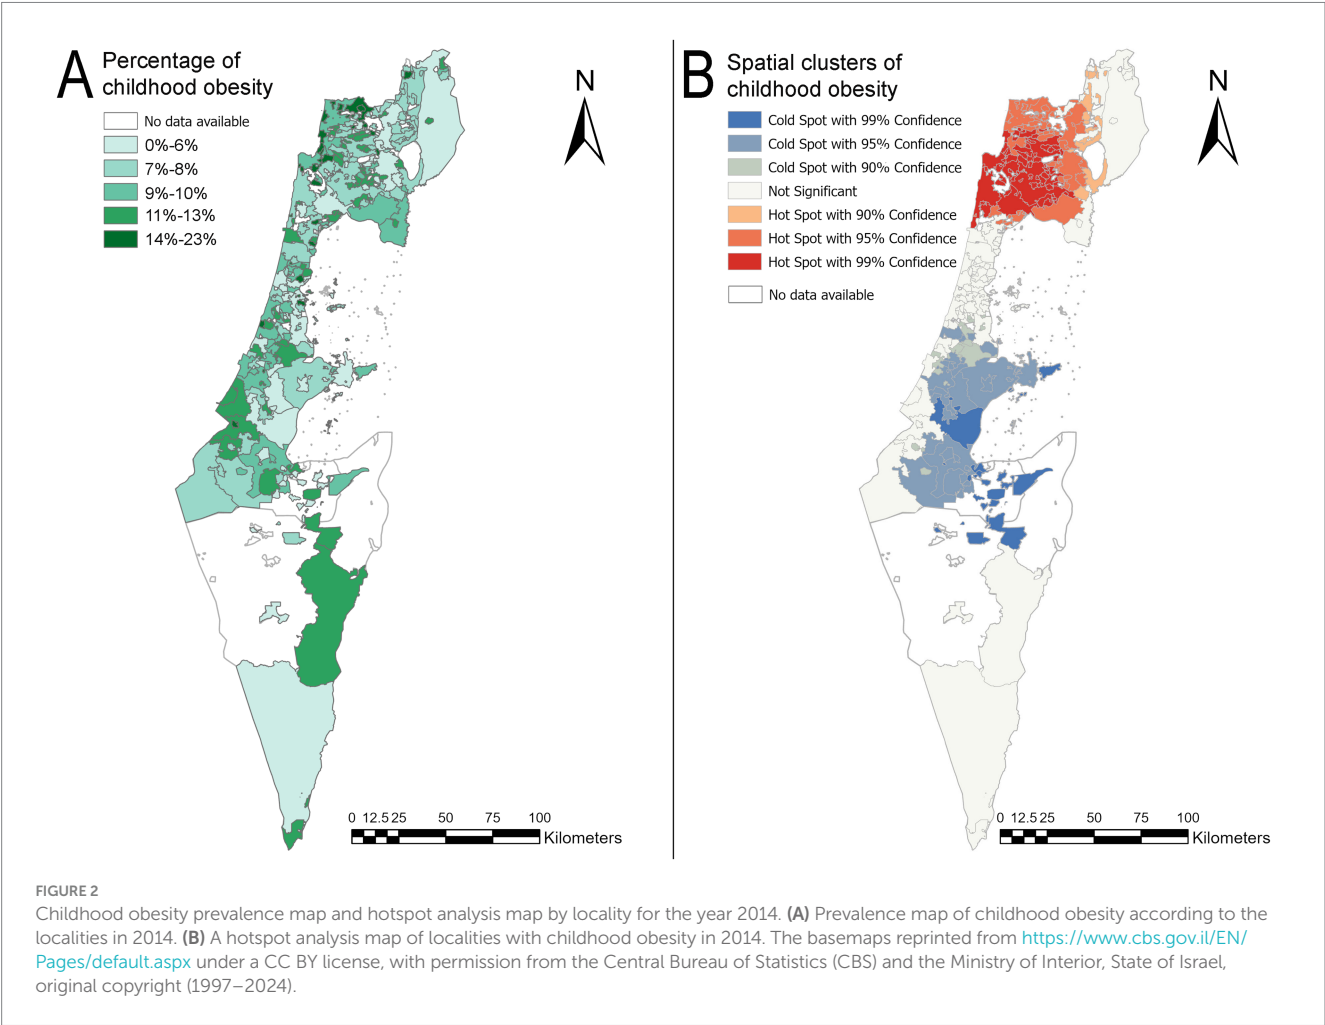 A
Percentage of
childhood obesity
No data available
0%-6%
7%-8%
9%-10%
11%-13%
14%-23%
N
0 12.5 25 50 75 100
Kilometers
B
Spatial clusters of
childhood obesity
Cold Spot with 99% Confidence
Cold Spot with 95% Confidence
Cold Spot with 90% Confidence
Not Significant
Hot Spot with 90% Confidence
Hot Spot with 95% Confidence
Hot Spot with 99% Confidence
No data available
N
0 12.5 25 50 75 100
Kilometers
FIGURE 2
Childhood obesity prevalence map and hotspot analysis map by locality for the year 2014. (A) Prevalence map of childhood obesity according to the
localities in 2014. (B) A hotspot analysis map of localities with childhood obesity in 2014. The basemaps reprinted from https://www.cbs.gov.il/EN/
Pages/default.aspx under a CC BY license, with permission from the Central Bureau of Statistics (CBS) and the Ministry of Interior, State of Israel,
original copyright (1997–2024).